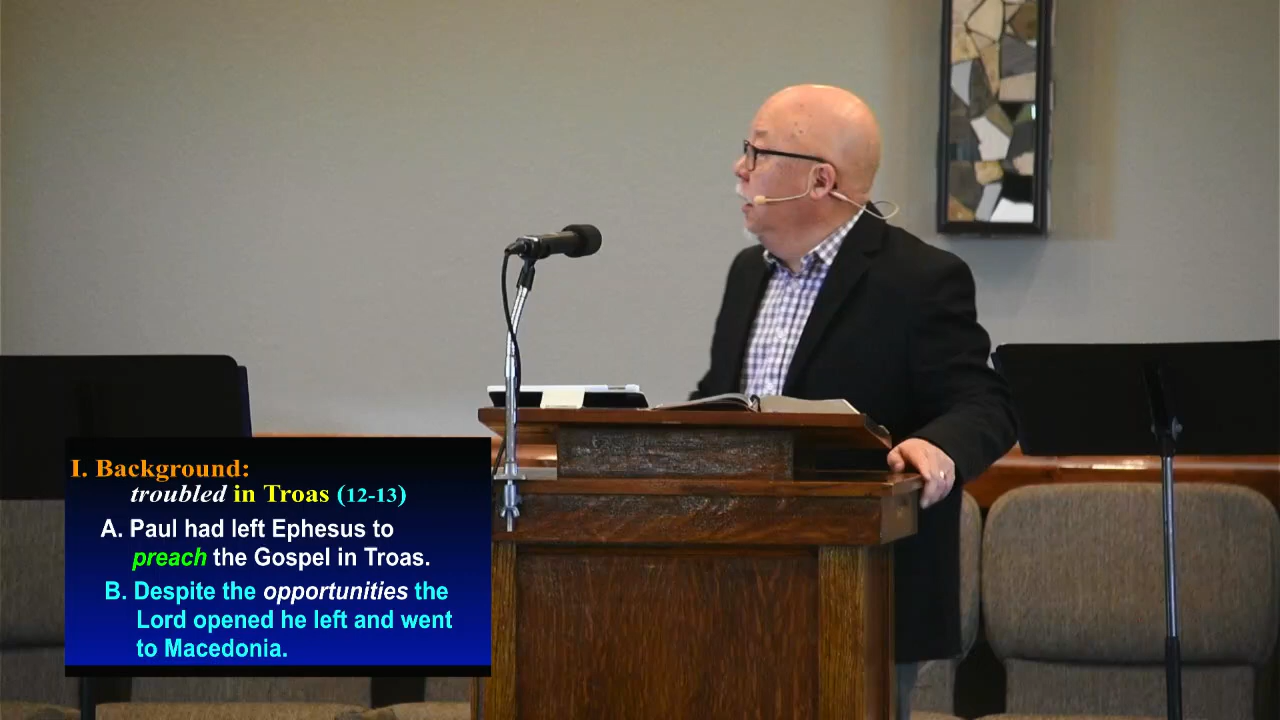 I. Background:
troubled in Troas (12-13)
A. Paul had left Ephesus to
preach the Gospel in Troas.
B. Despite the opportunities the
Lord opened he left and went
to Macedonia.